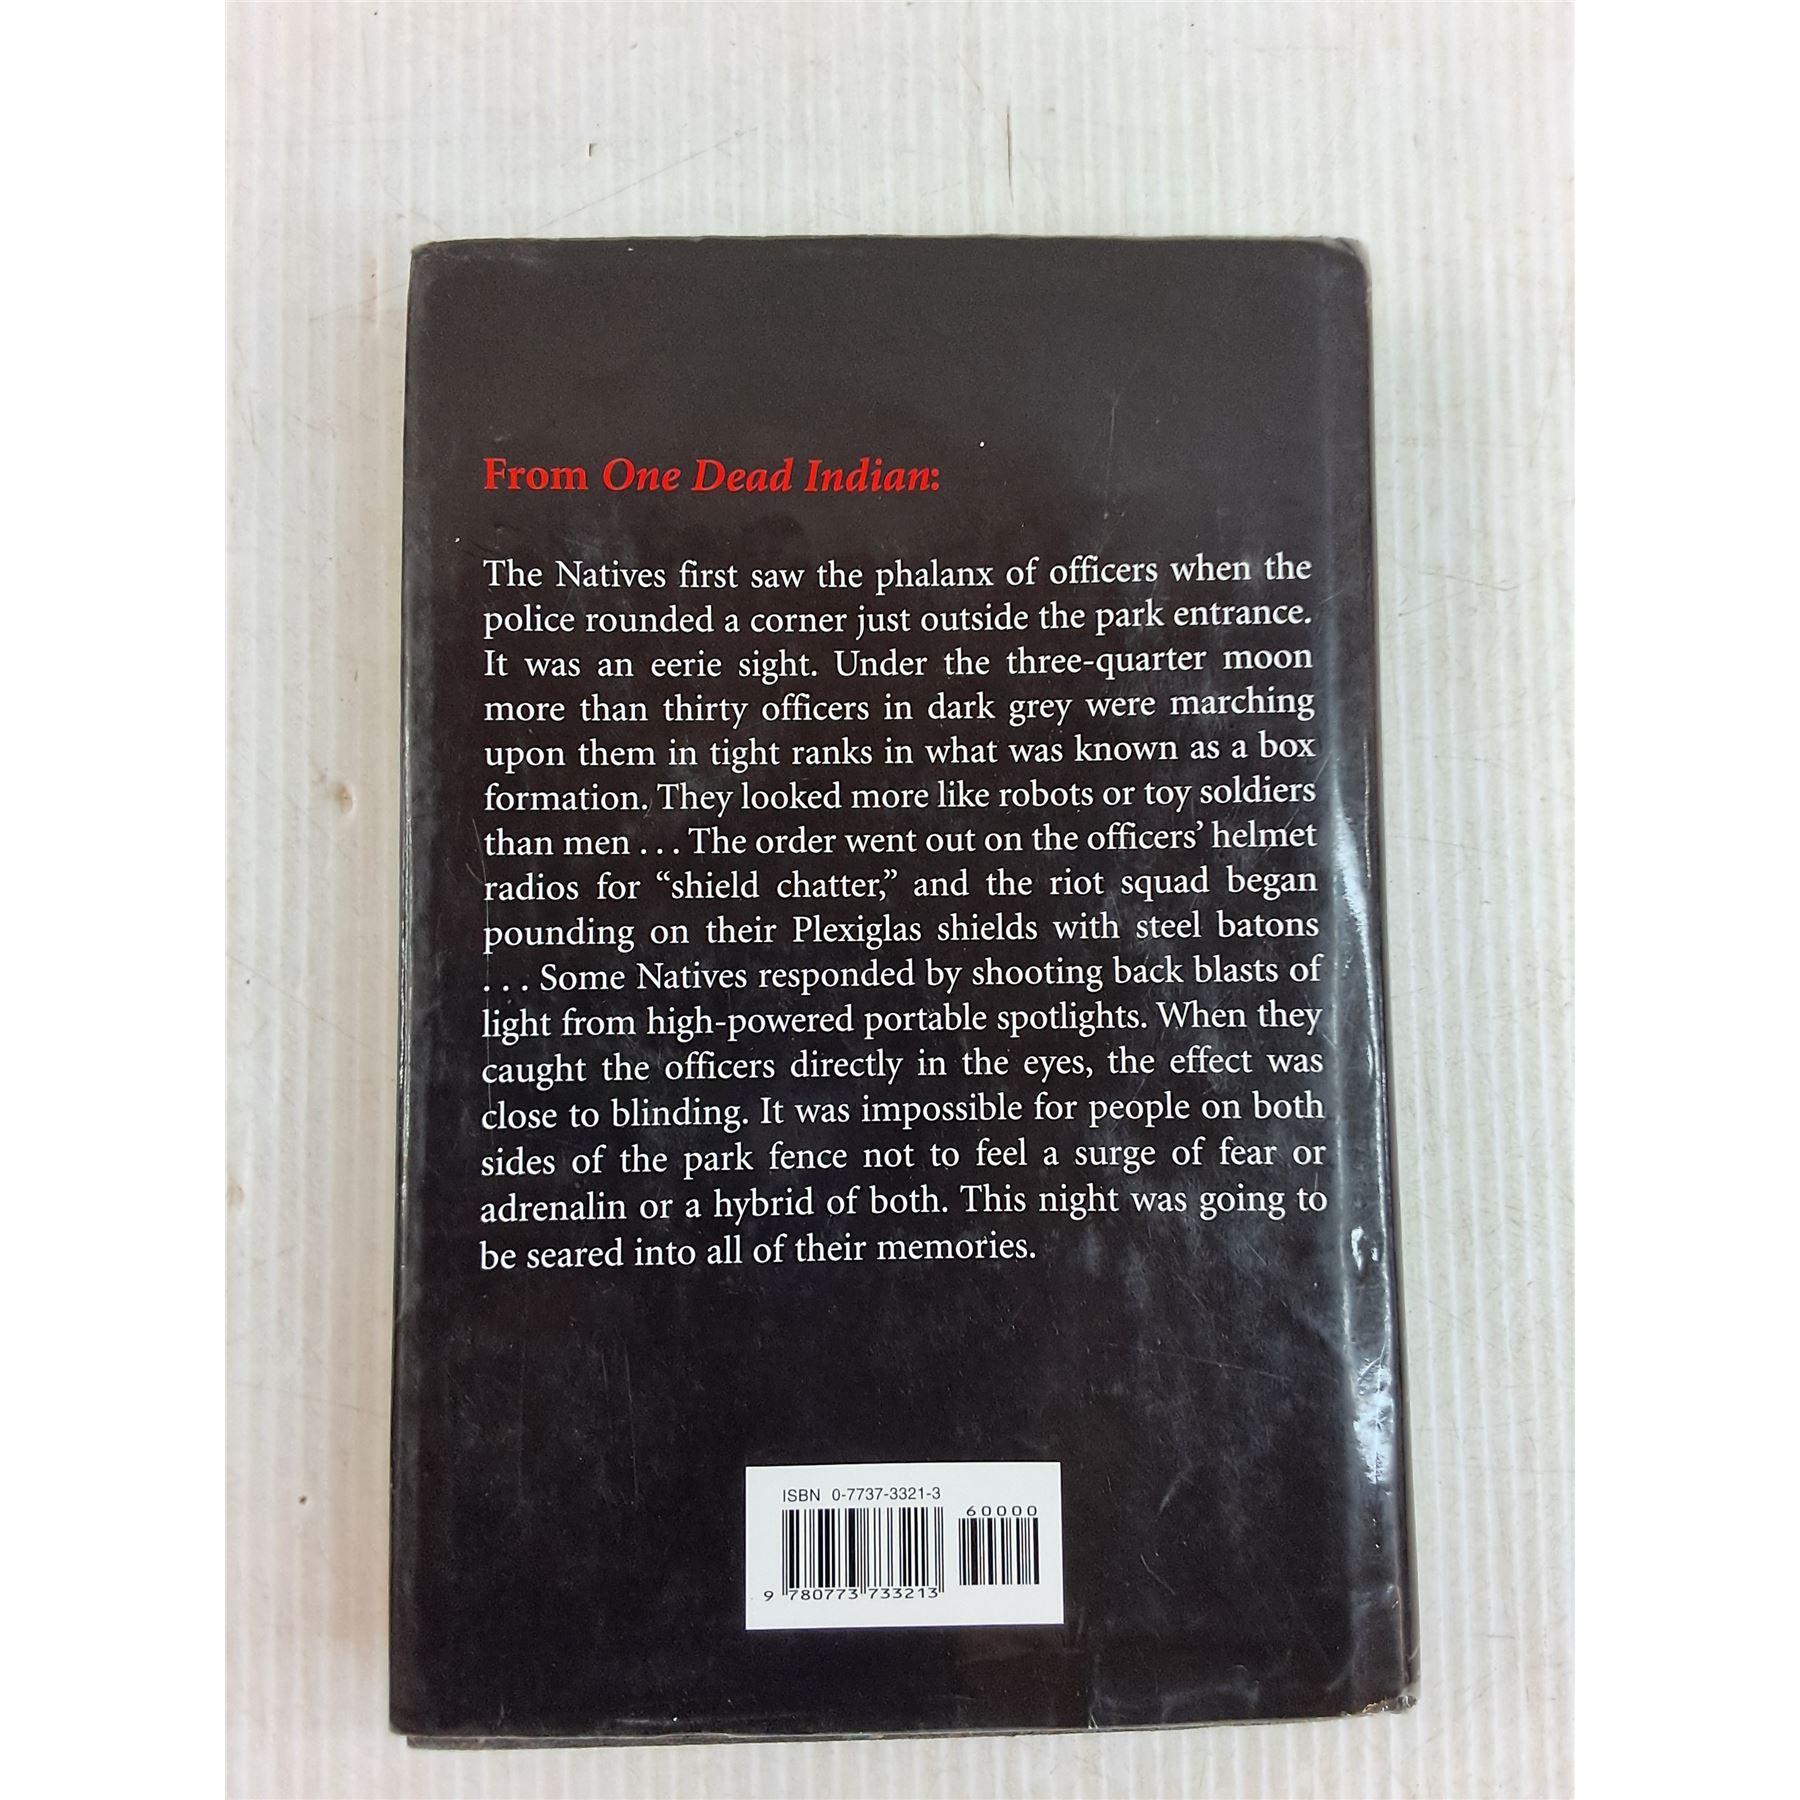 From One Dead Indian:
The Natives first saw the phalanx of officers when the
police rounded a corner just outside the park entrance.
It was an eerie sight. Under the three-quarter moon
more than thirty officers in dark grey were marching
upon them in tight ranks in what was known as a box
formation. They looked more like robots or toy soldiers
than men . . . The order went out on the officers’ helmet
radios for “shield chatter,” and the riot squad began
pounding on their Plexiglas shields with steel batons
. . . Some Natives responded by shooting back blasts of
light from high-powered portable spotlights. When they
caught the officers directly in the eyes, the effect was
close to blinding. It was impossible for people on both
sides of the park fence not to feel a surge of fear or
adrenalin or a hybrid of both. This night was going to
be seared into all of their memories.
ISBN 0-7737-3321-3
60000
9 780773 733213